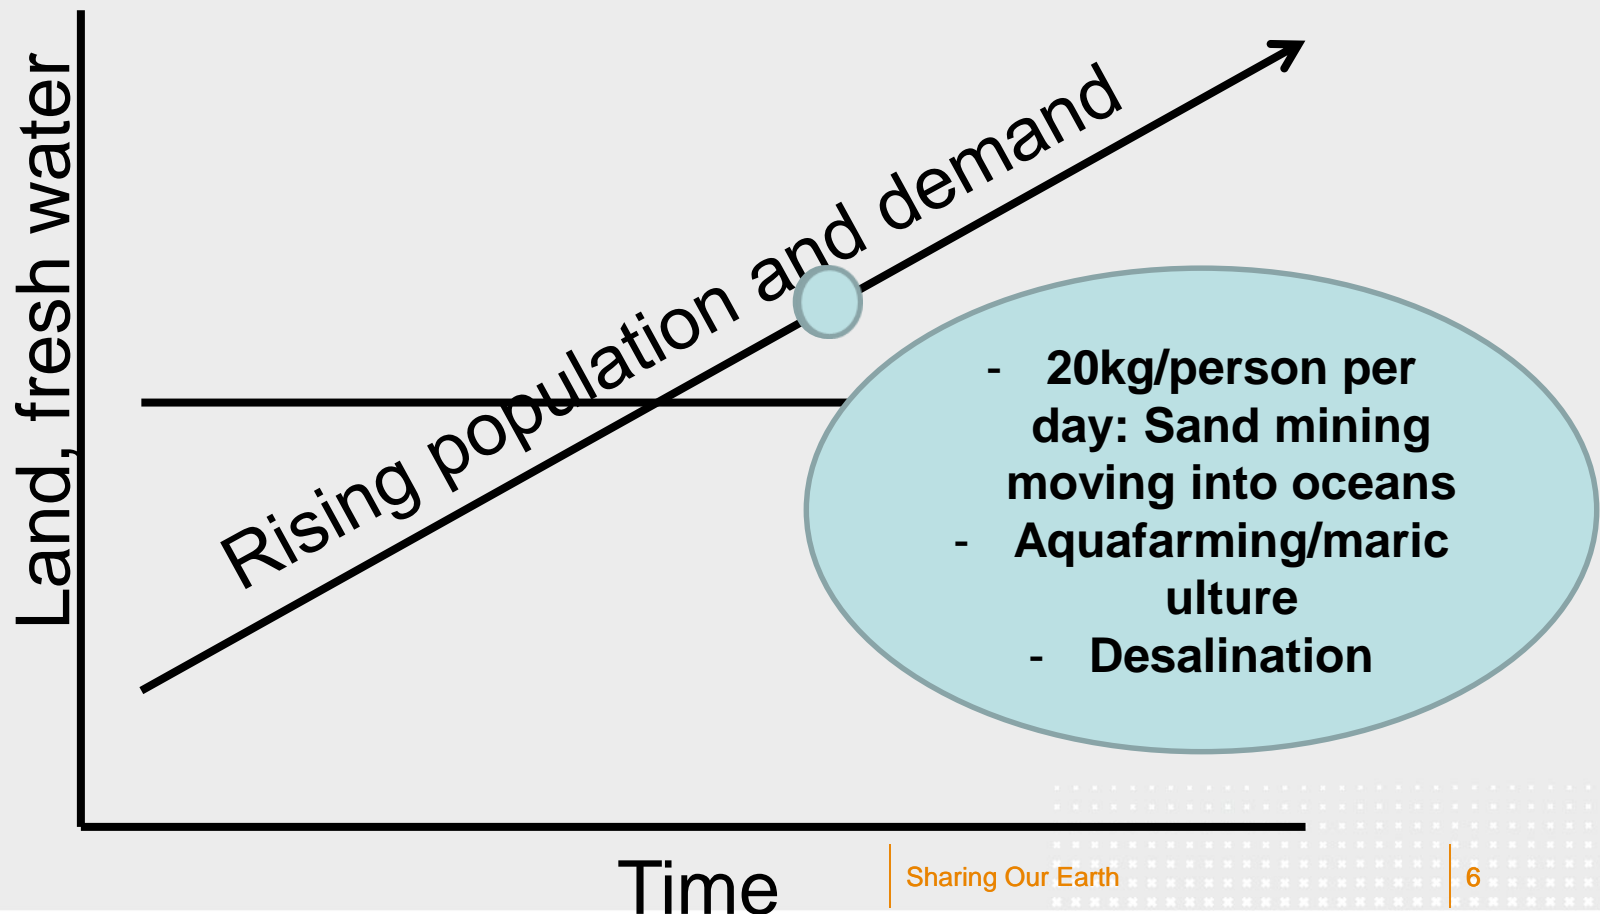 Land, fresh water
Rising population and demand
- 20kg/person per
day: Sand mining
moving into oceans
- Aquafarming/maric
ulture
- Desalination
Time
Sharing Our Earth
6